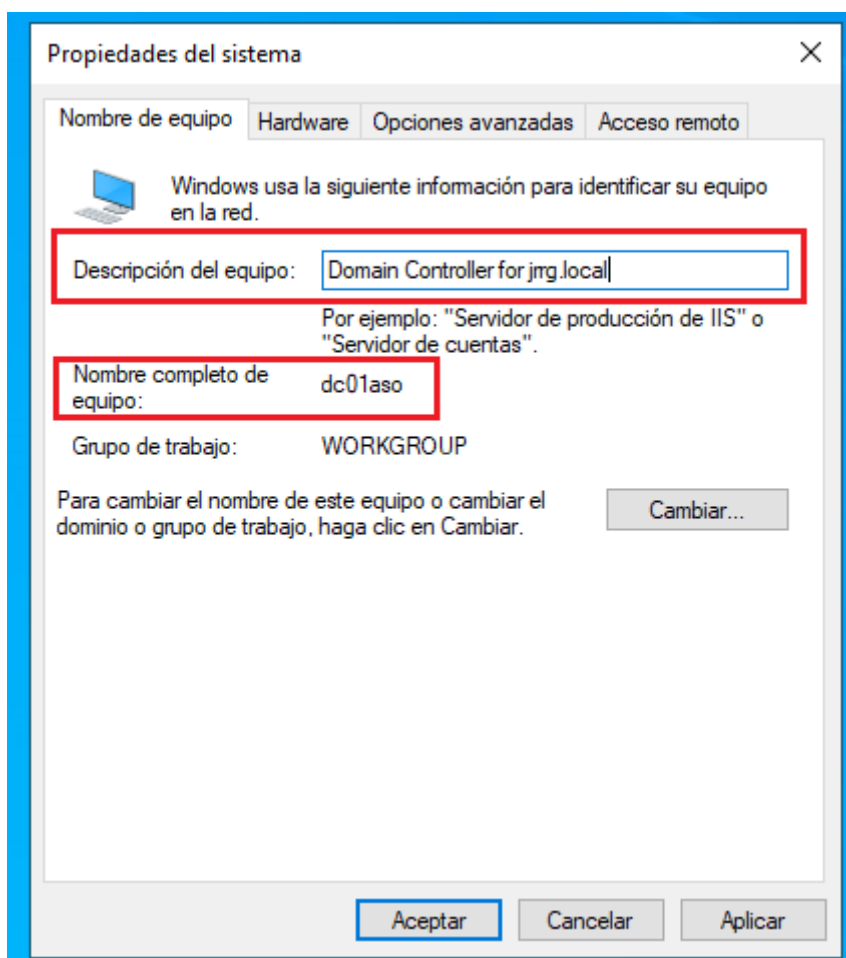 Propiedades del sistema
Nombre de equipo Hardware Opciones avanzadas Acceso remoto
Windows usa la siguiente información para identificar su equipo
en la red.
Descripción del equipo: Domain Controller for jrrg.local
Por ejemplo: "Servidor de producción de IIS" o
"Servidor de cuentas".
Nombre completo de
equipo:
dc01aso
Grupo de trabajo: WORKGROUP
Para cambiar el nombre de este equipo o cambiar el
dominio o grupo de trabajo, haga clic en Cambiar.
Cambiar...
Aceptar Cancelar Aplicar